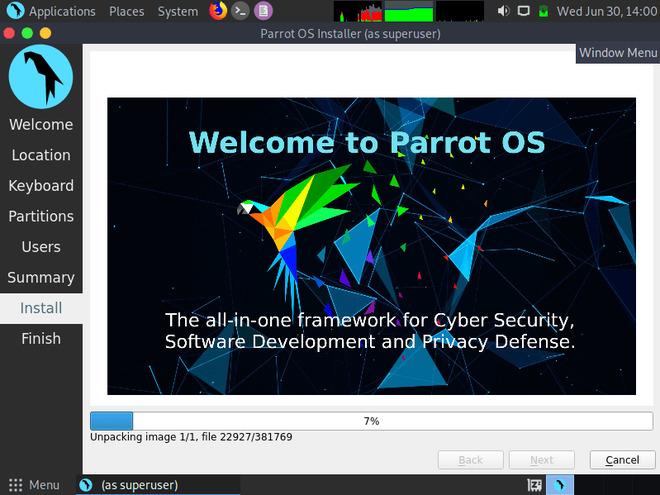 Applications Places System Wed Jun 30, 14:00
Parrot OS Installer (as superuser)
Window Menu
Welcome
Location
Keyboard
Partitions
Users
Summary
Install
Finish
Welcome to Parrot OS
The all-in-one framework for Cyber Security,
Software Development and Privacy Defense.
7%
Unpacking image 1/1, file 22927/381769
Back Next Cancel
Menu (as superuser)